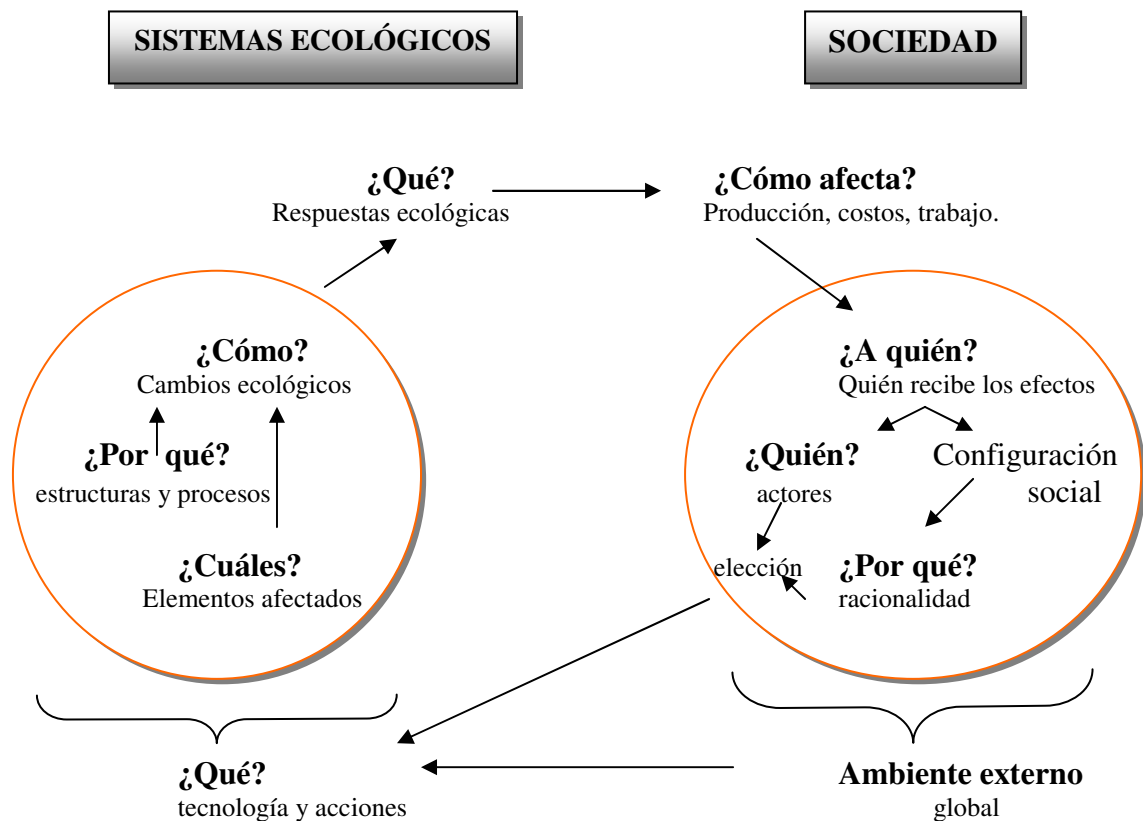 SISTEMAS ECOLÓGICOS
SOCIEDAD
¿Qué?
Respuestas ecológicas
¿Cómo afecta?
Producción, costos, trabajo.
¿Cómo?
Cambios ecológicos
¿Por qué?
estructuras y procesos
¿Cuáles?
Elementos afectados
¿A quién?
Quién recibe los efectos
¿Quién?
actores
Configuración
social
elección
¿Por qué?
racionalidad
¿Qué?
tecnología y acciones
Ambiente externo
global